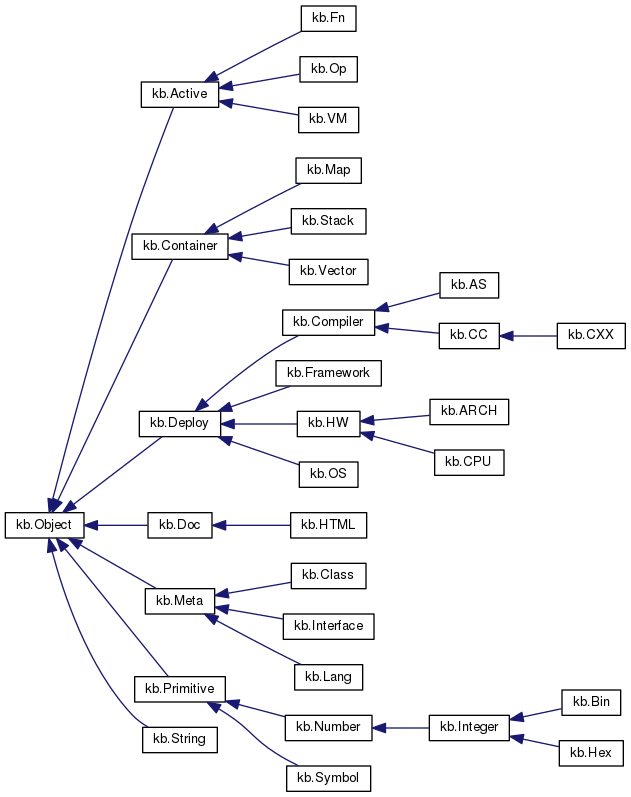 kb.Fn
kb.Op
kb.Active
kb.VM
kb.Map
kb.Stack
kb.Container
kb.Vector
kb.AS
kb.Compiler
kb.CC
kb.CXX
kb.Framework
kb.ARCH
kb.Deploy
kb.HW
kb.CPU
kb.OS
kb.Object
kb.Doc
kb.HTML
kb.Class
kb.Meta
kb.Interface
kb.Lang
kb.Primitive
kb.Bin
kb.Number
kb.Integer
kb.String
kb.Hex
kb.Symbol